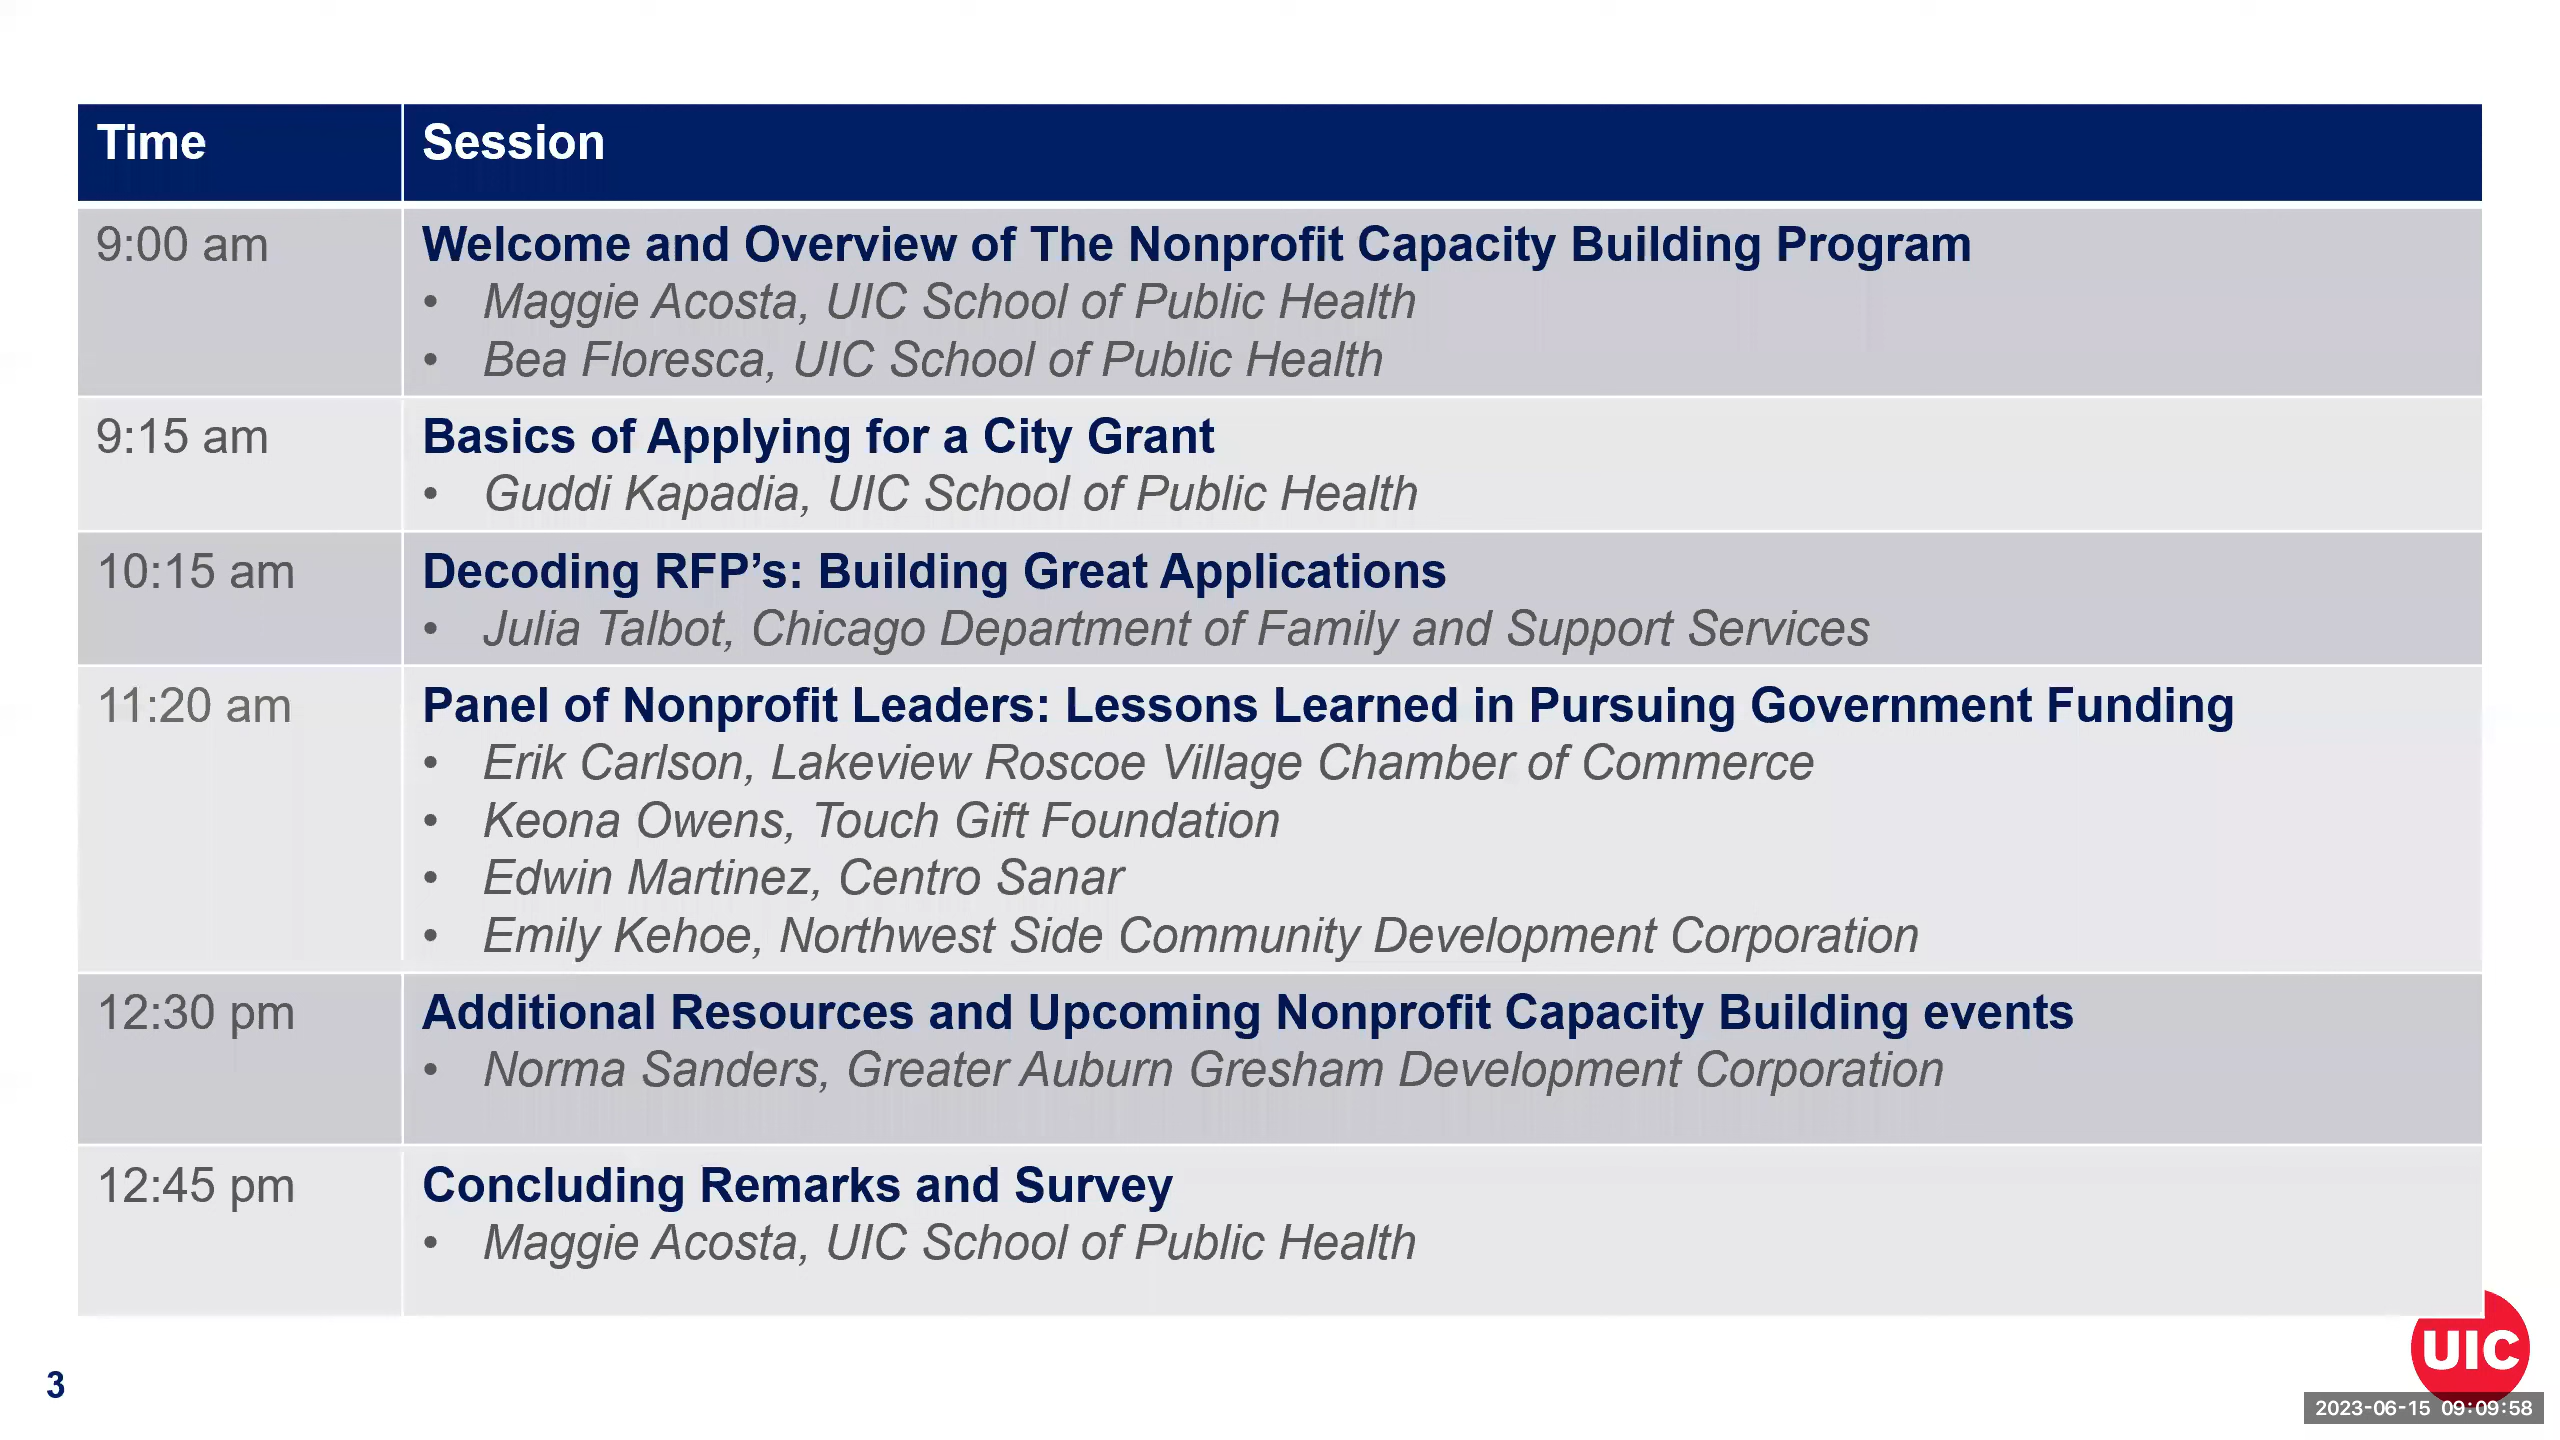 Time Session
9:00 am Welcome and Overview of The Nonprofit Capacity Building Program
• Maggie Acosta, UIC School of Public Health
• Bea Floresca, UIC School of Public Health
9:15 am Basics of Applying for a City Grant
• Guddi Kapadia, UIC School of Public Health
10:15 am Decoding RFP’s: Building Great Applications
• Julia Talbot, Chicago Department of Family and Support Services
11:20 am Panel of Nonprofit Leaders: Lessons Learned in Pursuing Government Funding
• Erik Carlson, Lakeview Roscoe Village Chamber of Commerce
• Keona Owens, Touch Gift Foundation
• Edwin Martinez, Centro Sanar
• Emily Kehoe, Northwest Side Community Development Corporation
12:30 pm Additional Resources and Upcoming Nonprofit Capacity Building events
• Norma Sanders, Greater Auburn Gresham Development Corporation
12:45 pm Concluding Remarks and Survey
• Maggie Acosta, UIC School of Public Health
UIC
3
2023-06-15 09:09:58